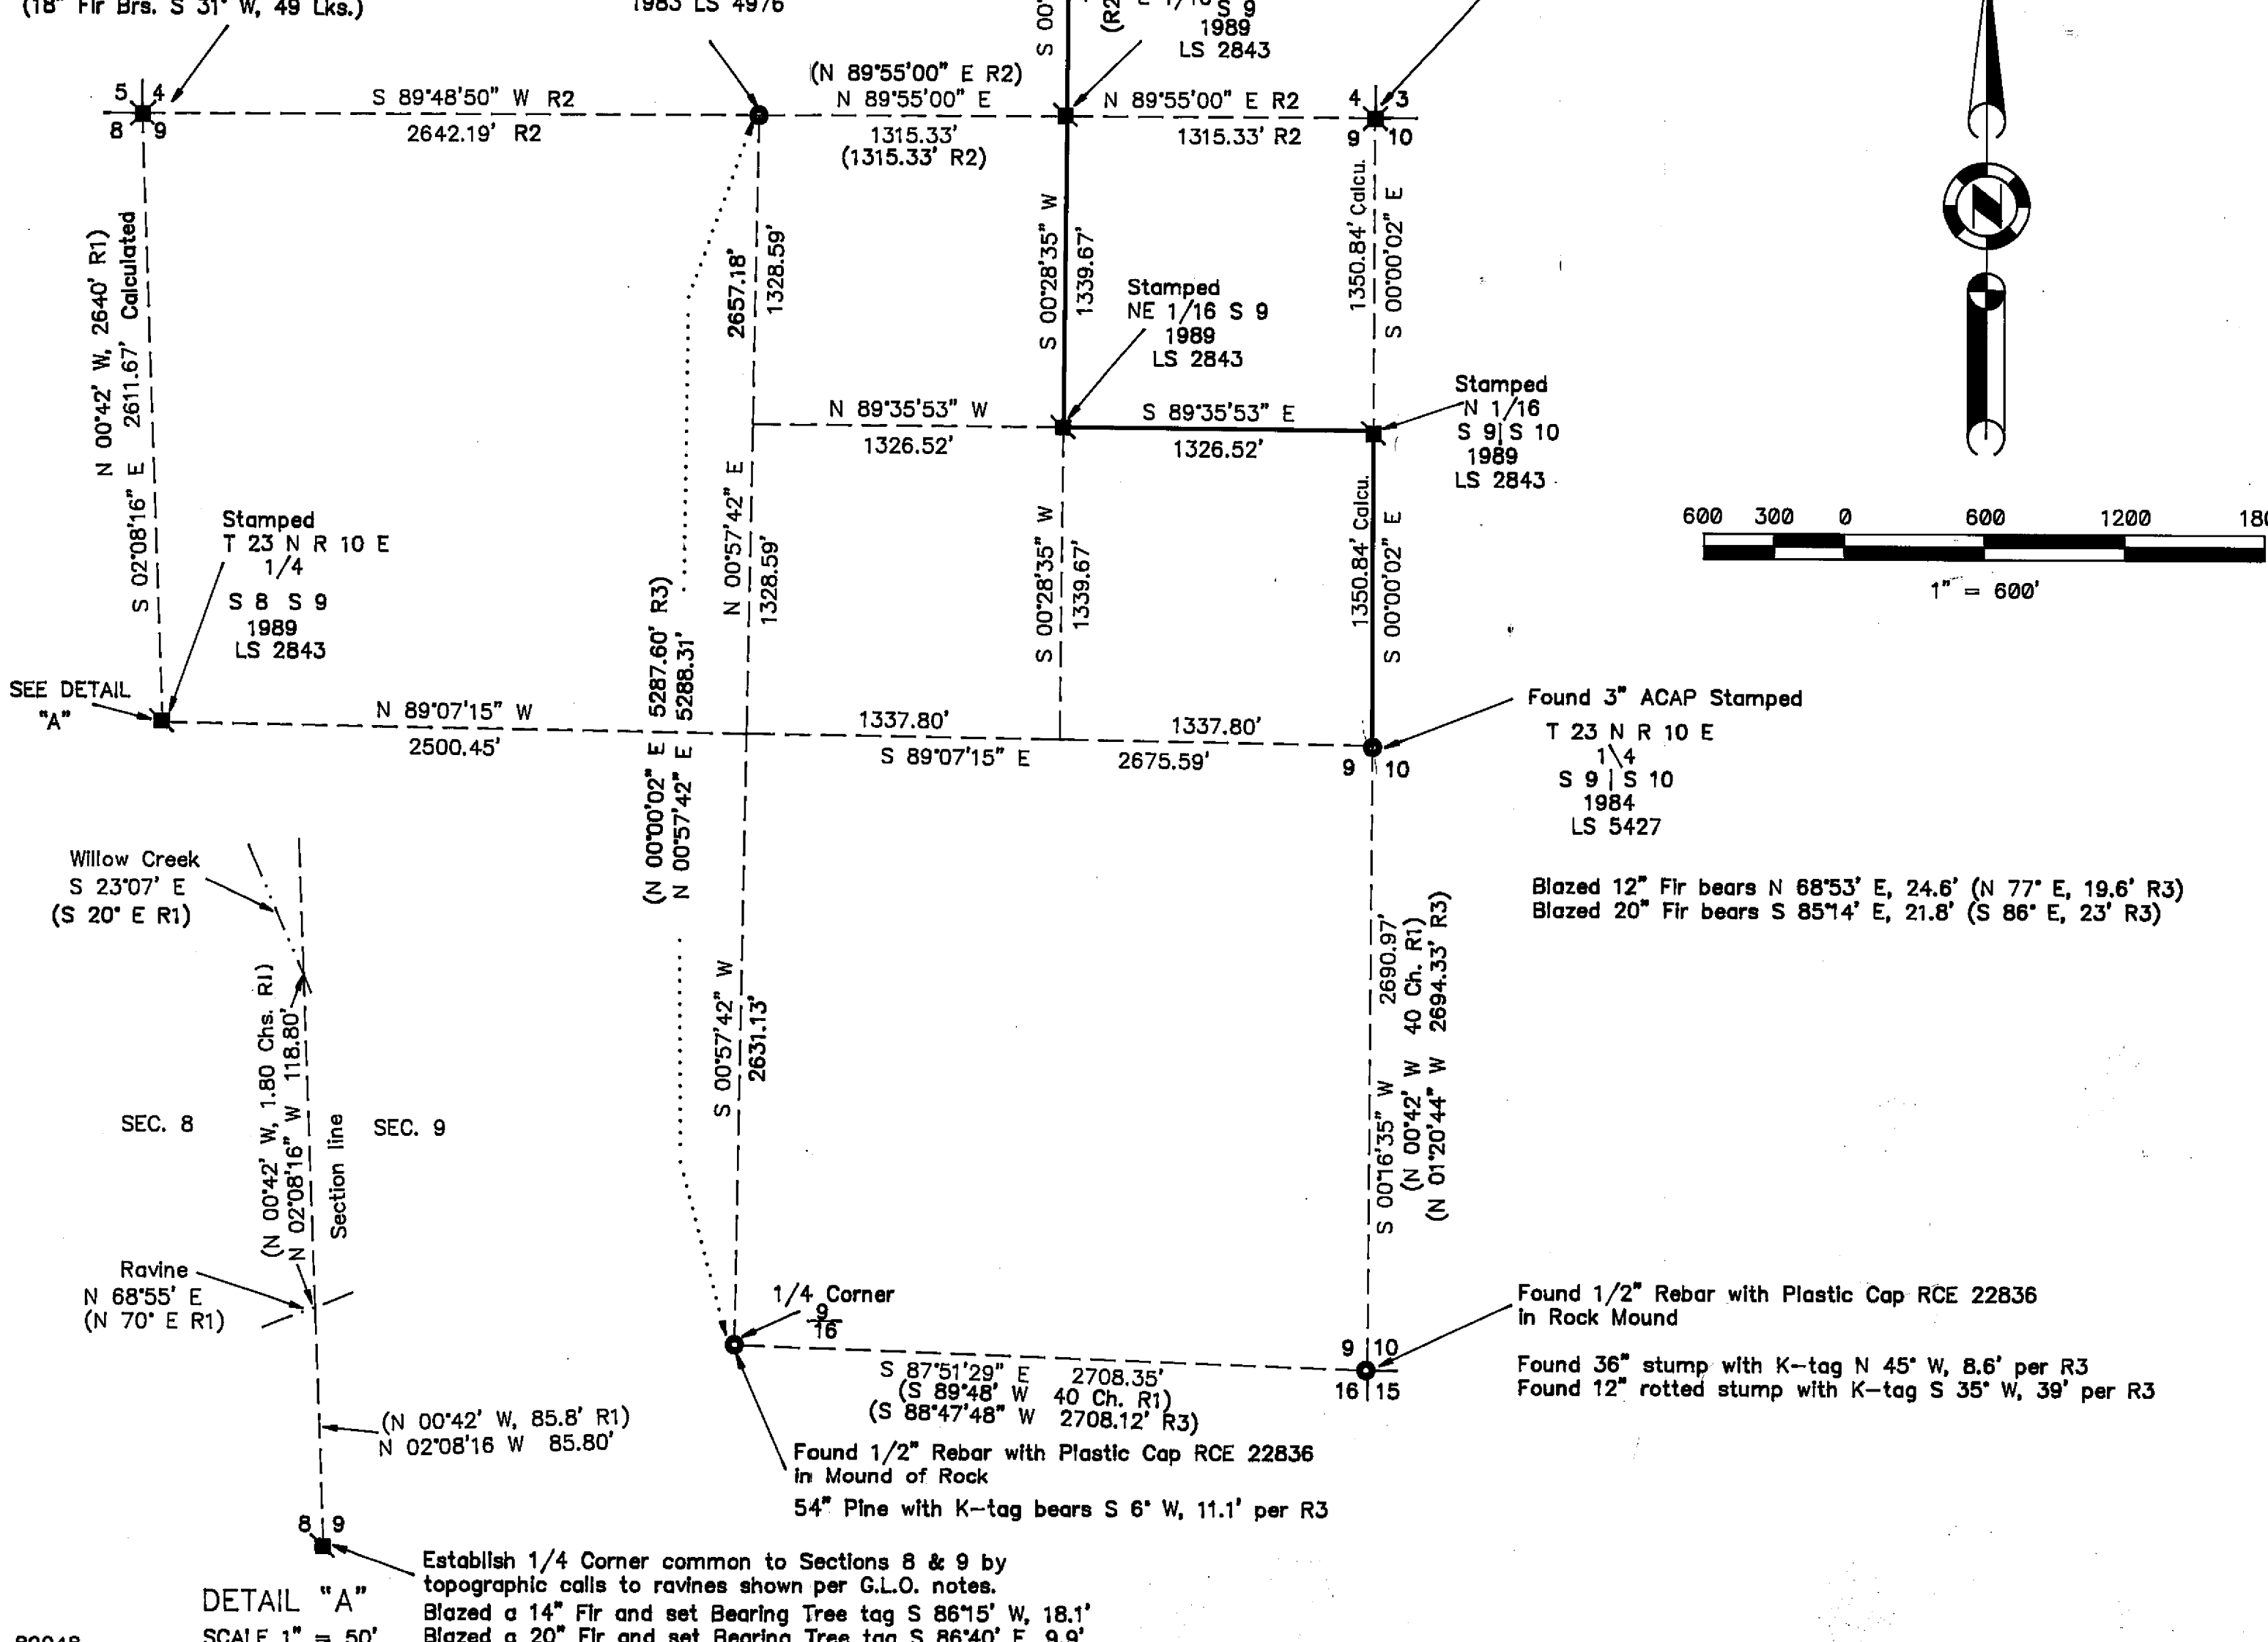 (18" Fir Brs. S 31° W, 49 Lks.)
1983 LS 4976
S 00°
(R2
S 9
1989
LS 2843
5 4
8 9
S 89°48'50" W R2
2642.19' R2
(N 89°55'00" E R2)
N 89°55'00" E
1315.33'
(1315.33' R2)
N 89°55'00" E R2
1315.33' R2
4 3
9 10
N 00°42' W, 2640' R1)
S 02°08'16" E 2611.67' Calculated
2657.18'
1328.59'
S 00°28'35" W
1339.67'
1350.84' Calcu.
S 00°00'02" E
Stamped
NE 1/16 S 9
1989
LS 2843
N 89°35'53" W
1326.52'
S 89°35'53" E
1326.52'
Stamped
N 1/16
S 9|S 10
1989
LS 2843
600 300 0 600 1200 180
1" = 600'
N
Stamped
T 23 N R 10 E
1/4
S 8 S 9
1989
LS 2843
N 00°57'42" E
1328.59'
S 00°28'35" W
1339.67'
1350.84' Calcu.
S 00°00'02" E
SEE DETAIL
"A"
N 89°07'15" W
2500.45'
(N 00°00'02" E 5287.60' R3)
N 00°57'42" E 5288.31'
1337.80'
1337.80'
S 89°07'15" E
2675.59'
9 10
Found 3" ACAP Stamped
T 23 N R 10 E
1\4
S 9 | S 10
1984
LS 5427
Blazed 12" Fir bears N 68°53' E, 24.6' (N 77° E, 19.6' R3)
Blazed 20" Fir bears S 85°14' E, 21.8' (S 86° E, 23' R3)
Willow Creek
S 23°07' E
(S 20° E R1)
(N 00°42' W, 1.80 Chs. R1)
N 02°08'16" W 118.80'
Section line
SEC. 8
SEC. 9
S 00°57'42" W
2631.13'
S 00°16'35" W 2690.97'
(N 00°42' W 40 Ch. R1)
(N 01°20'44" W 2694.33' R3)
Ravine
N 68°55' E
(N 70° E R1)
1/4 Corner
9
16
9 10
16 15
Found 1/2" Rebar with Plastic Cap RCE 22836
in Rock Mound
Found 36" stump with K-tag N 45° W, 8.6' per R3
Found 12" rotted stump with K-tag S 35° W, 39' per R3
S 87°51'29" E 2708.35'
(S 89°48' W 40 Ch. R1)
(S 88°47'48" W 2708.12' R3)
(N 00°42' W, 85.8' R1)
N 02°08'16 W 85.80'
Found 1/2" Rebar with Plastic Cap RCE 22836
in Mound of Rock
54" Pine with K-tag bears S 6° W, 11.1' per R3
8 9
Establish 1/4 Corner common to Sections 8 & 9 by
topographic calls to ravines shown per G.L.O. notes.
Blazed a 14" Fir and set Bearing Tree tag S 86°15' W, 18.1'
Blazed a 20" Fir and set Bearing Tree tag S 86°40' E, 9.9'
DETAIL "A"
SCALE 1" = 50'